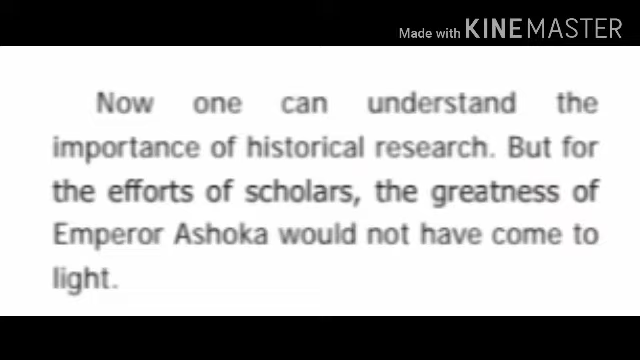 Made with KINEMASTER
Now one can understand the
importance of historical research. But for
the efforts of scholars, the greatness of
Emperor Ashoka would not have come to
light.